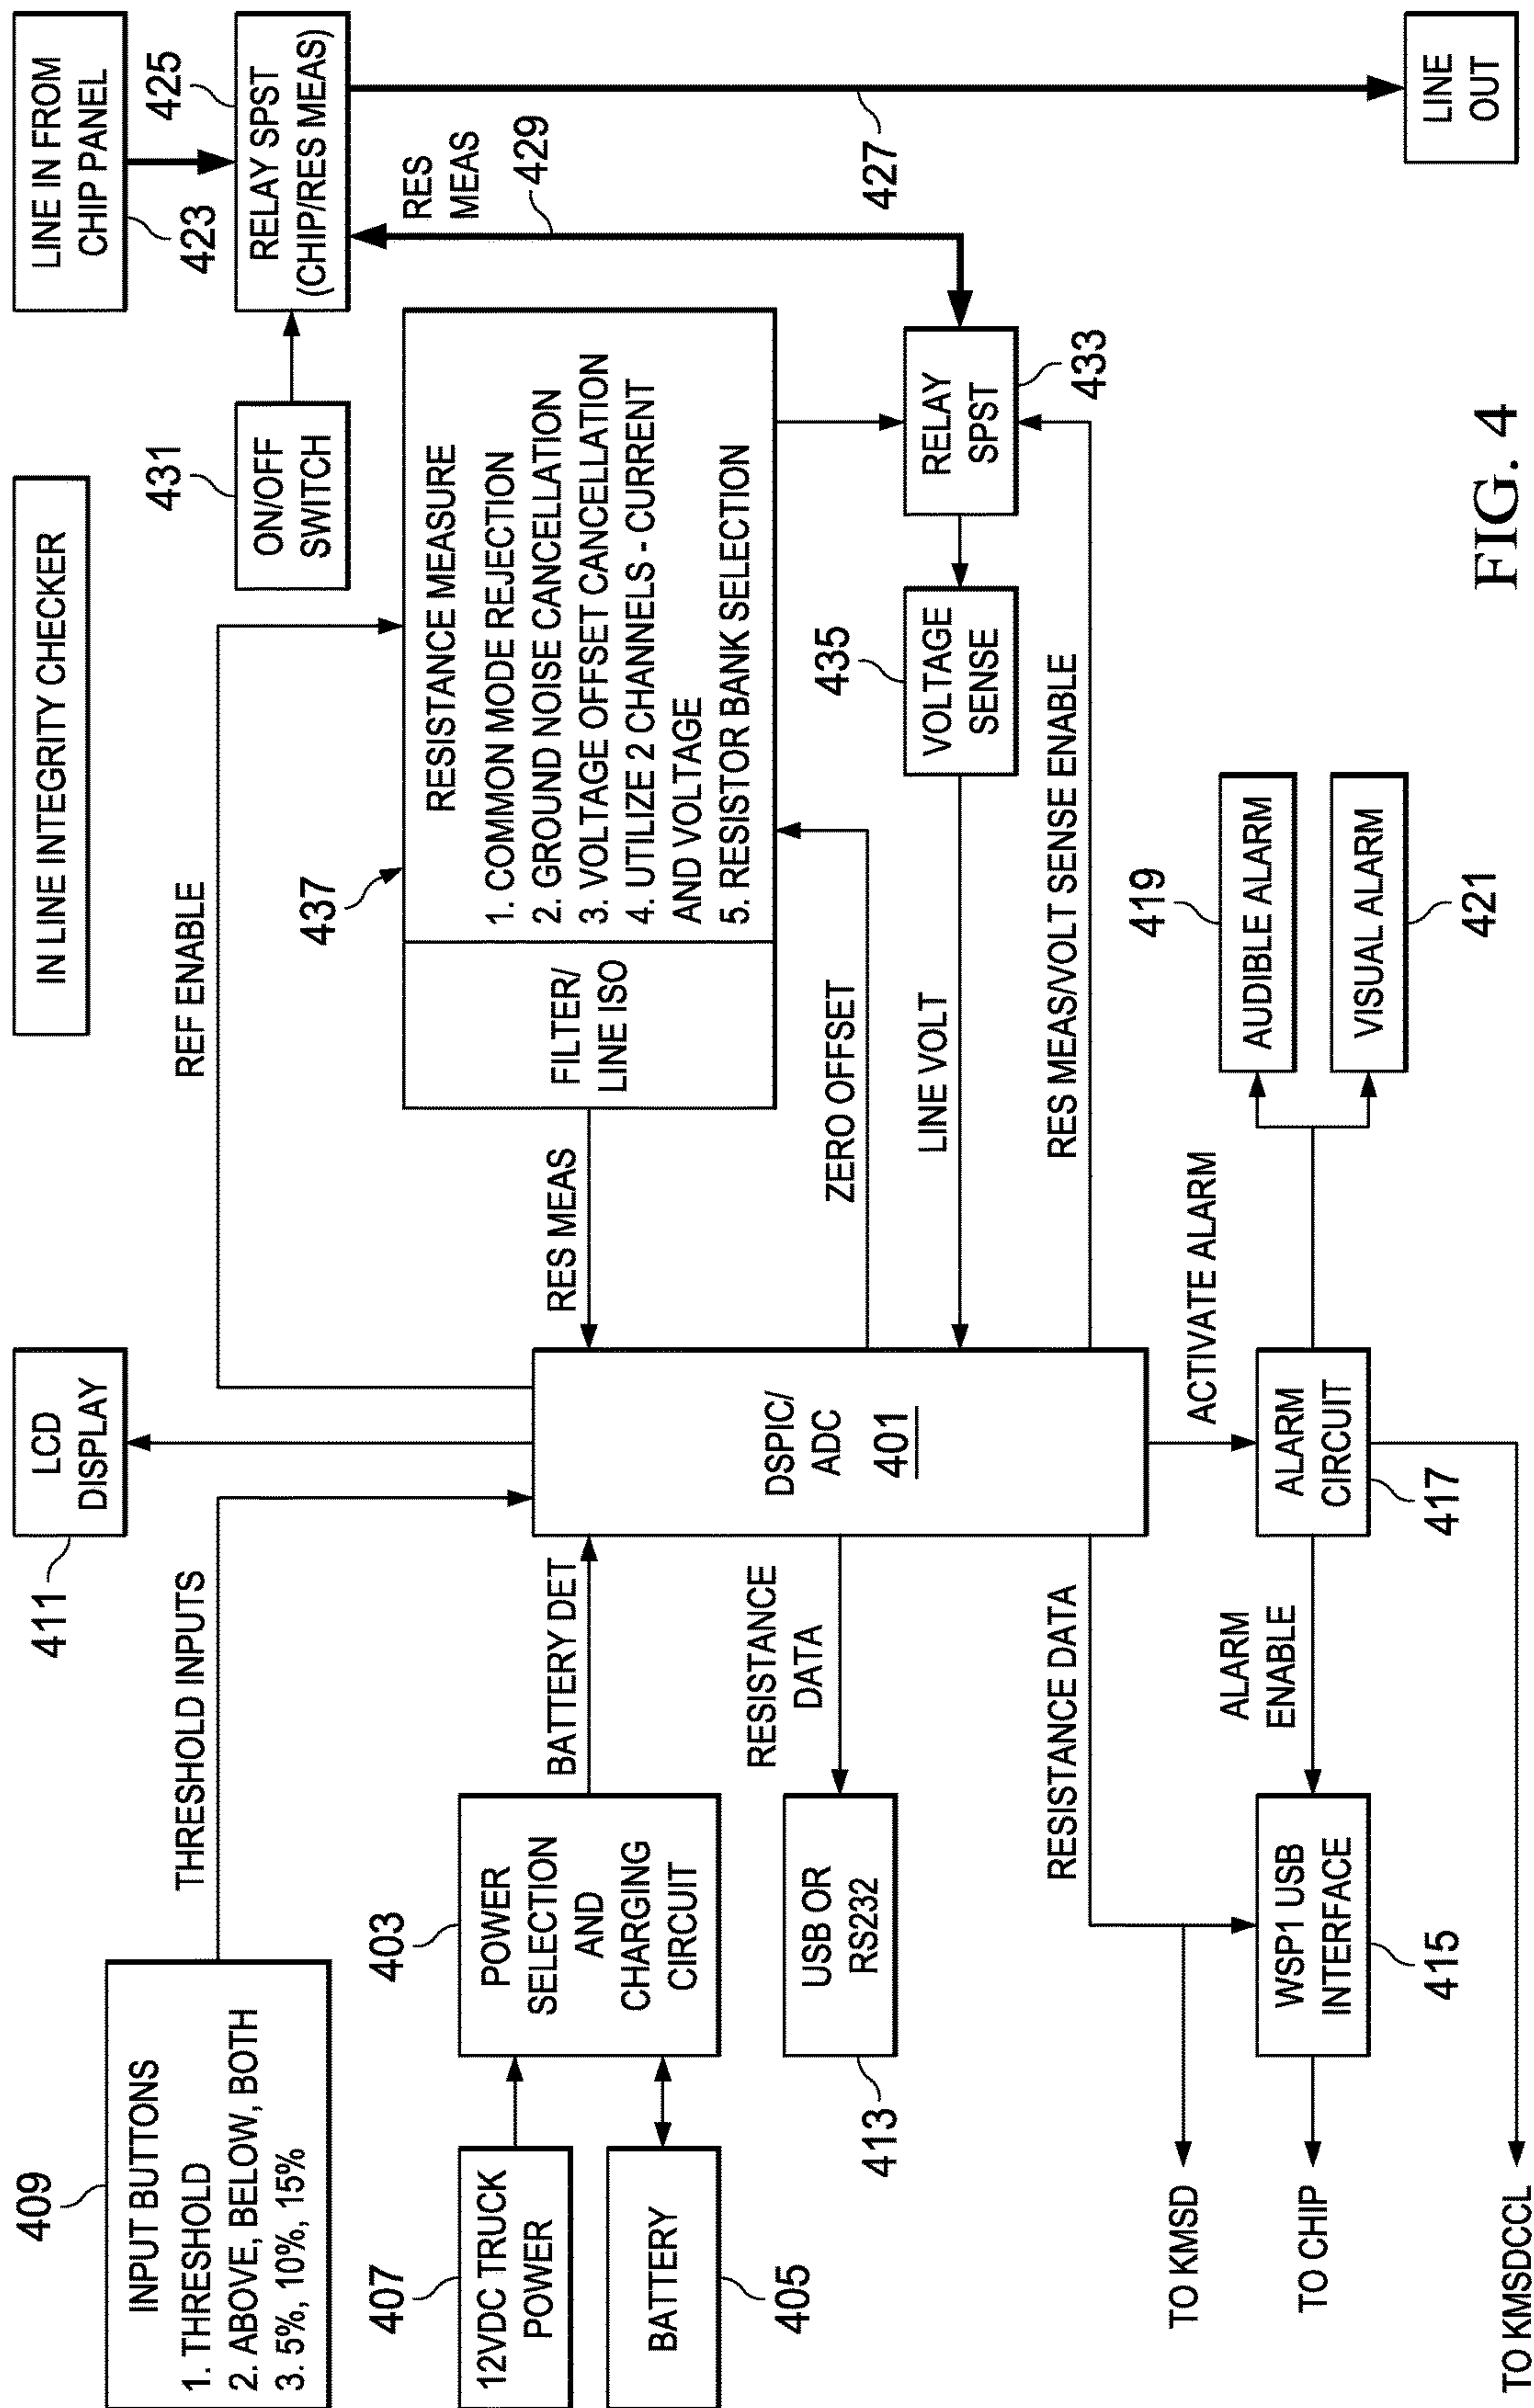 IN LINE INTEGRITY CHECKER
409
INPUT BUTTONS
1. THRESHOLD
2. ABOVE, BELOW, BOTH
3. 5%, 10%, 15%
THRESHOLD INPUTS
411
LCD
DISPLAY
REF ENABLE
431
ON/OFF
SWITCH
LINE IN FROM
CHIP PANEL
423
425
RELAY SPST
(CHIP/RES MEAS)
407
12VDC TRUCK
POWER
BATTERY
405
403
POWER
SELECTION
AND
CHARGING
CIRCUIT
BATTERY DET
DSPIC/
ADC
401
RES MEAS
FILTER/
LINE ISO
437
RESISTANCE MEASURE
1. COMMON MODE REJECTION
2. GROUND NOISE CANCELLATION
3. VOLTAGE OFFSET CANCELLATION
4. UTILIZE 2 CHANNELS - CURRENT
AND VOLTAGE
5. RESISTOR BANK SELECTION
RES
MEAS
429
427
413
USB OR
RS232
RESISTANCE
DATA
ZERO OFFSET
LINE VOLT
435
VOLTAGE
SENSE
RELAY
SPST
433
RESISTANCE DATA
RES MEAS/VOLT SENSE ENABLE
TO KMSD
TO CHIP
TO KMSDCCL
WSP1 USB
INTERFACE
415
ALARM
ENABLE
ALARM
CIRCUIT
417
ACTIVATE ALARM
419
AUDIBLE ALARM
VISUAL ALARM
421
LINE
OUT
FIG. 4